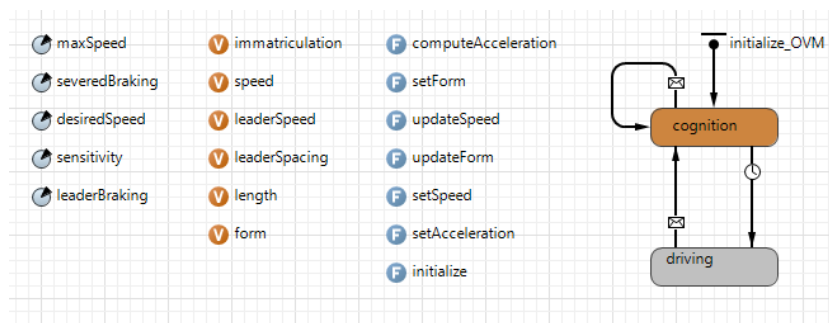 maxSpeed
severedBraking
desiredSpeed
sensitivity
leaderBraking
V immatriculation
V speed
V leaderSpeed
V leaderSpacing
V length
V form
F computeAcceleration
F setForm
F updateSpeed
F updateForm
F setSpeed
F setAcceleration
F initialize
initialize_OVM
cognition
driving